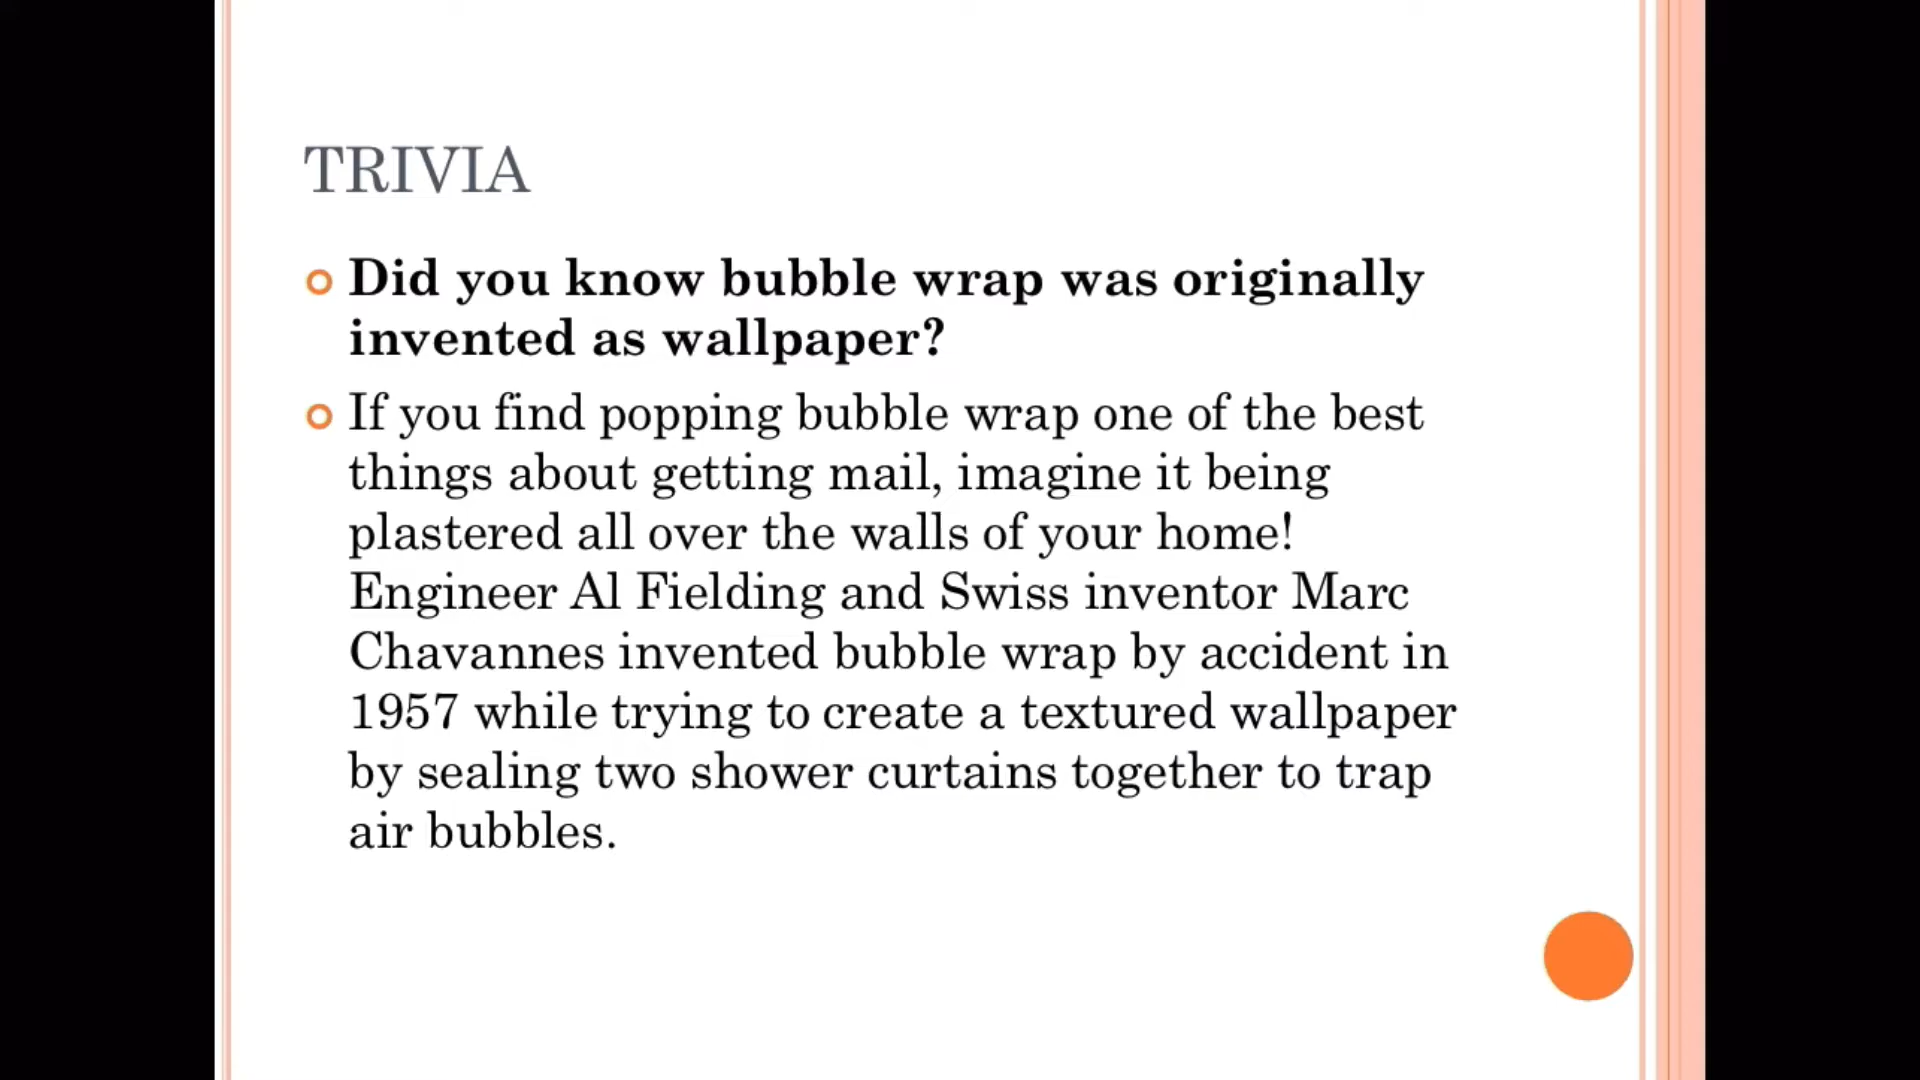 TRIVIA
Did you know bubble wrap was originally
invented as wallpaper?
If you find popping bubble wrap one of the best
things about getting mail, imagine it being
plastered all over the walls of your home!
Engineer Al Fielding and Swiss inventor Marc
Chavannes invented bubble wrap by accident in
1957 while trying to create a textured wallpaper
by sealing two shower curtains together to trap
air bubbles.